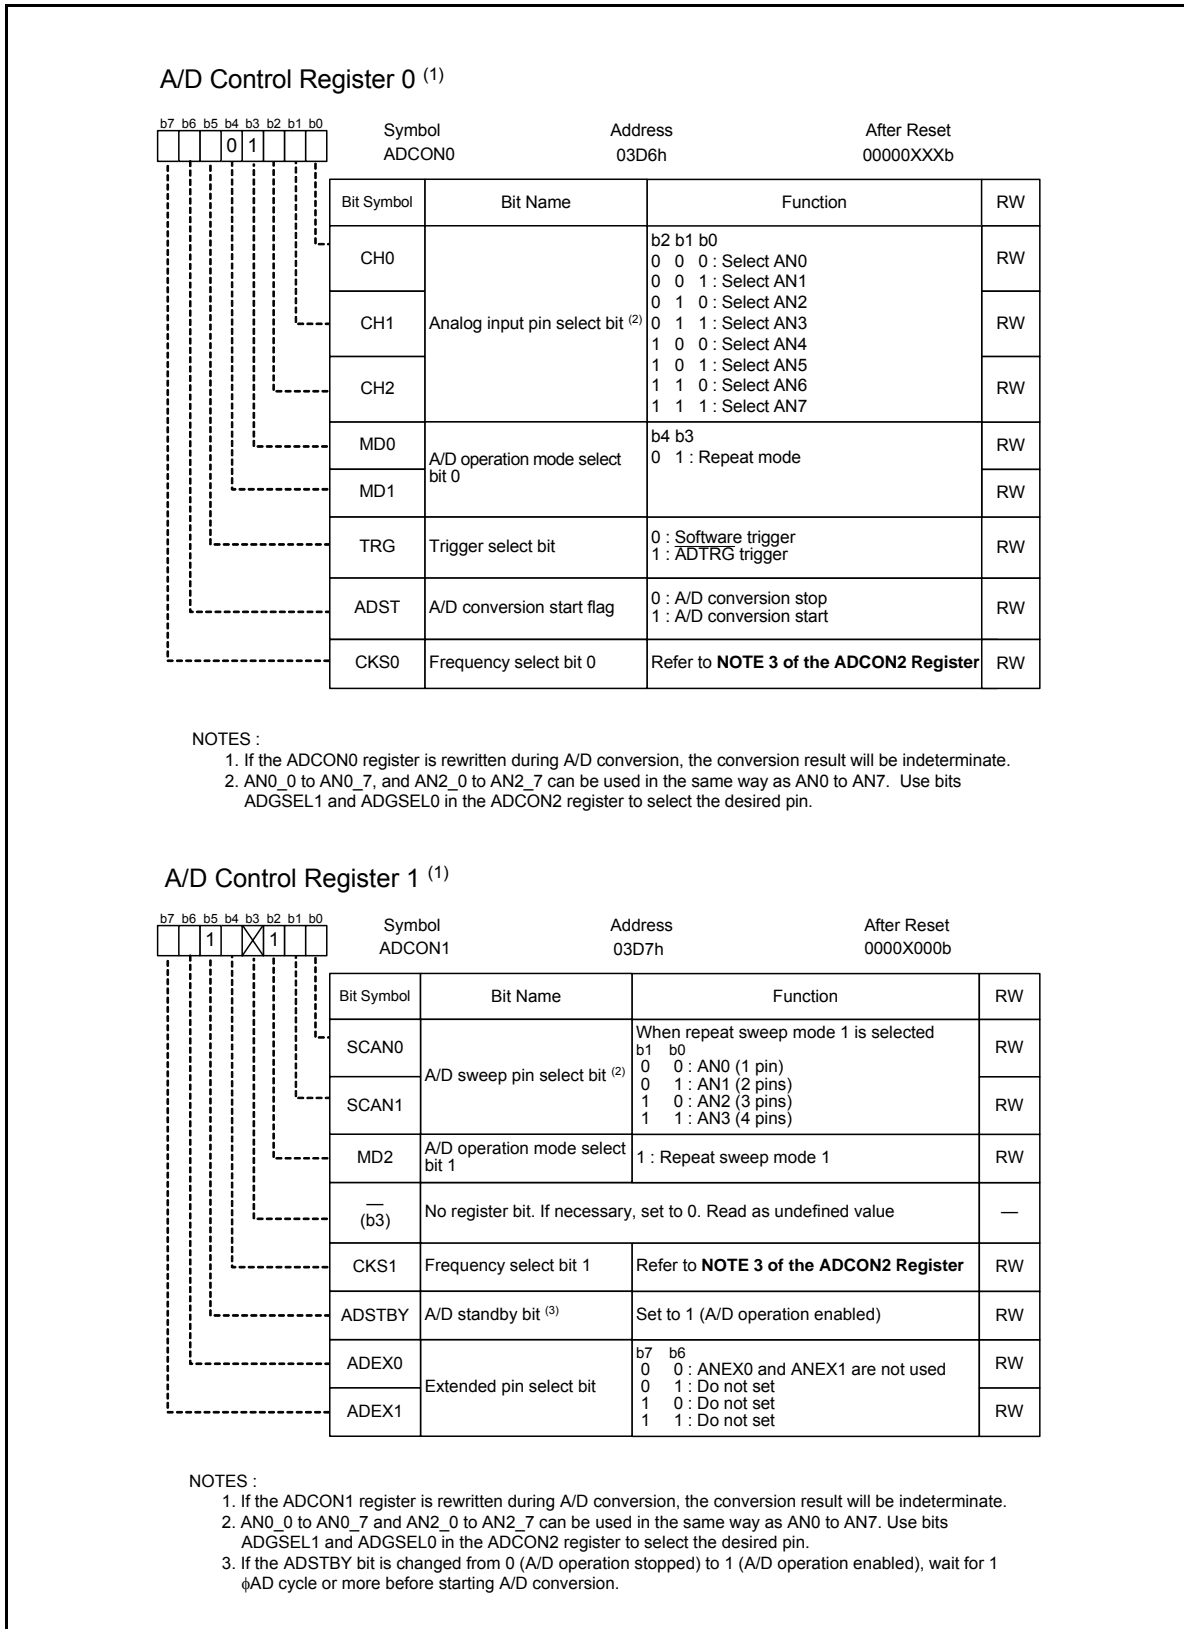 A/D Control Register 0 (1)
b7 b6 b5 b4 b3 b2 b1 b0
0 1
Symbol Address After Reset
ADCON0 03D6h 00000XXXb
Bit Symbol Bit Name Function RW
CH0 RW
CH1 RW
CH2 RW
Analog input pin select bit (2)
b2 b1 b0
0 0 0 : Select AN0
0 0 1 : Select AN1
0 1 0 : Select AN2
0 1 1 : Select AN3
1 0 0 : Select AN4
1 0 1 : Select AN5
1 1 0 : Select AN6
1 1 1 : Select AN7
MD0 RW
MD1 RW
A/D operation mode select
bit 0
b4 b3
0 1 : Repeat mode
TRG Trigger select bit RW
0 : Software trigger
1 : ADTRG trigger
ADST A/D conversion start flag RW
0 : A/D conversion stop
1 : A/D conversion start
CKS0 Frequency select bit 0 Refer to NOTE 3 of the ADCON2 Register RW
NOTES :
1. If the ADCON0 register is rewritten during A/D conversion, the conversion result will be indeterminate.
2. AN0_0 to AN0_7, and AN2_0 to AN2_7 can be used in the same way as AN0 to AN7. Use bits
ADGSEL1 and ADGSEL0 in the ADCON2 register to select the desired pin.
A/D Control Register 1 (1)
b7 b6 b5 b4 b3 b2 b1 b0
1 1
Symbol Address After Reset
ADCON1 03D7h 0000X000b
Bit Symbol Bit Name Function RW
SCAN0 RW
SCAN1 RW
A/D sweep pin select bit (2)
When repeat sweep mode 1 is selected
b1 b0
0 0 : AN0 (1 pin)
0 1 : AN1 (2 pins)
1 0 : AN2 (3 pins)
1 1 : AN3 (4 pins)
MD2 RW
A/D operation mode select
bit 1
1 : Repeat sweep mode 1
—
(b3)
No register bit. If necessary, set to 0. Read as undefined value —
CKS1 Frequency select bit 1 Refer to NOTE 3 of the ADCON2 Register RW
ADSTBY A/D standby bit (3) Set to 1 (A/D operation enabled) RW
ADEX0 RW
ADEX1 RW
Extended pin select bit
b7 b6
0 0 : ANEX0 and ANEX1 are not used
0 1 : Do not set
1 0 : Do not set
1 1 : Do not set
NOTES :
1. If the ADCON1 register is rewritten during A/D conversion, the conversion result will be indeterminate.
2. AN0_0 to AN0_7 and AN2_0 to AN2_7 can be used in the same way as AN0 to AN7. Use bits
ADGSEL1 and ADGSEL0 in the ADCON2 register to select the desired pin.
3. If the ADSTBY bit is changed from 0 (A/D operation stopped) to 1 (A/D operation enabled), wait for 1
ϕAD cycle or more before starting A/D conversion.